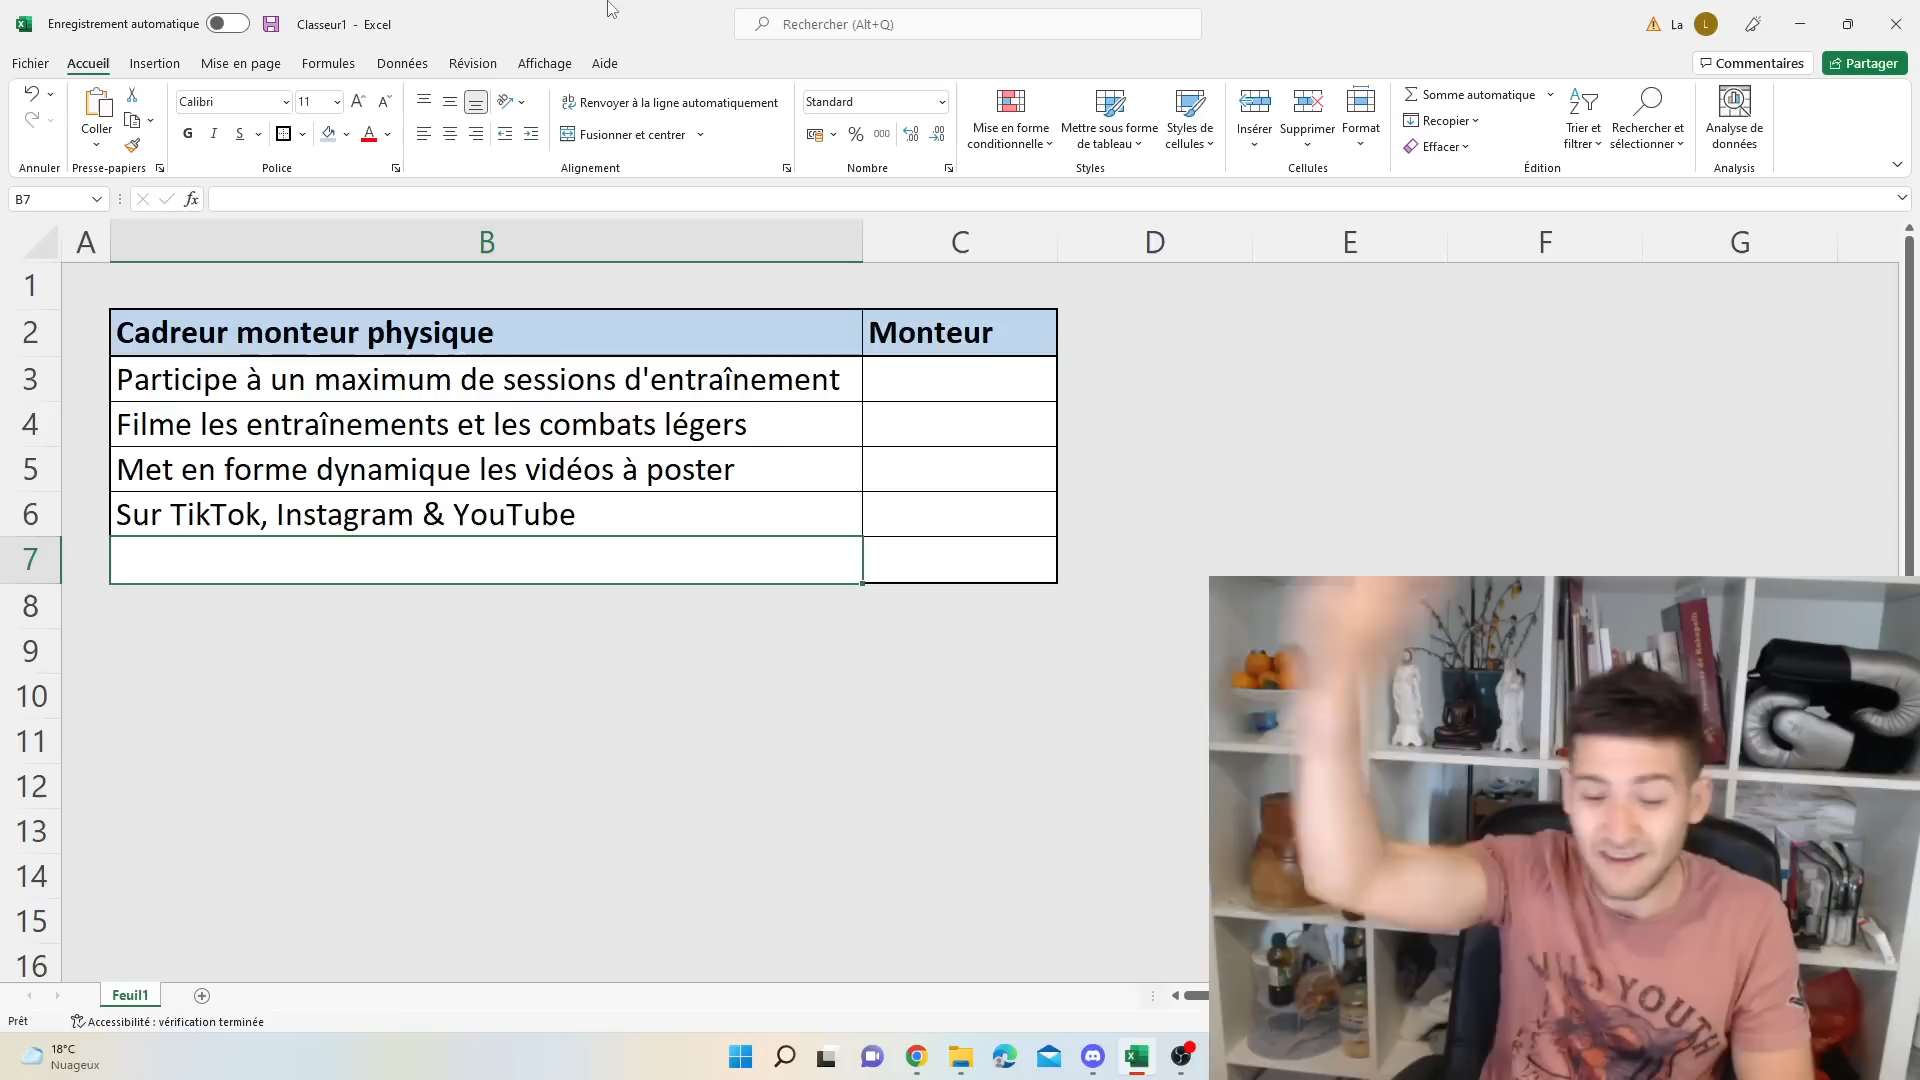 Enregistrement automatique
Classeur1 - Excel
Rechercher (Alt+Q)
La
L
Fichier
Accueil
Insertion
Mise en page
Formules
Données
Révision
Affichage
Aide
Commentaires
Partager
Coller
Calibri
11
G I S
A
Renvoyer à la ligne automatiquement
Fusionner et centrer
Standard
% 000
Mise en forme
conditionnelle
Mettre sous forme
de tableau
Styles de
cellules
Insérer
Supprimer
Format
Somme automatique
Recopier
Effacer
Trier et
filtrer
Rechercher et
sélectionner
Analyse de
données
Annuler
Presse-papiers
Police
Alignement
Nombre
Styles
Cellules
Édition
Analysis
B7
fx
A B C D E F G
1
2 Cadreur monteur physique Monteur
3 Participe à un maximum de sessions d'entraînement
4 Filme les entraînements et les combats légers
5 Met en forme dynamique les vidéos à poster
6 Sur TikTok, Instagram & YouTube
7
8
9
10
11
12
13
14
15
16
WILD YOUTH
Feuil1
Prêt
Accessibilité : vérification terminée
18°C
Nuageux